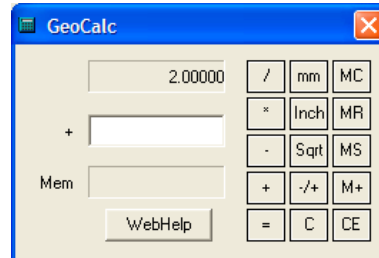 GeoCalc
2.00000 / mm MC
* Inch MR
+
- Sqrt MS
Mem + -/+ M+
WebHelp = C CE